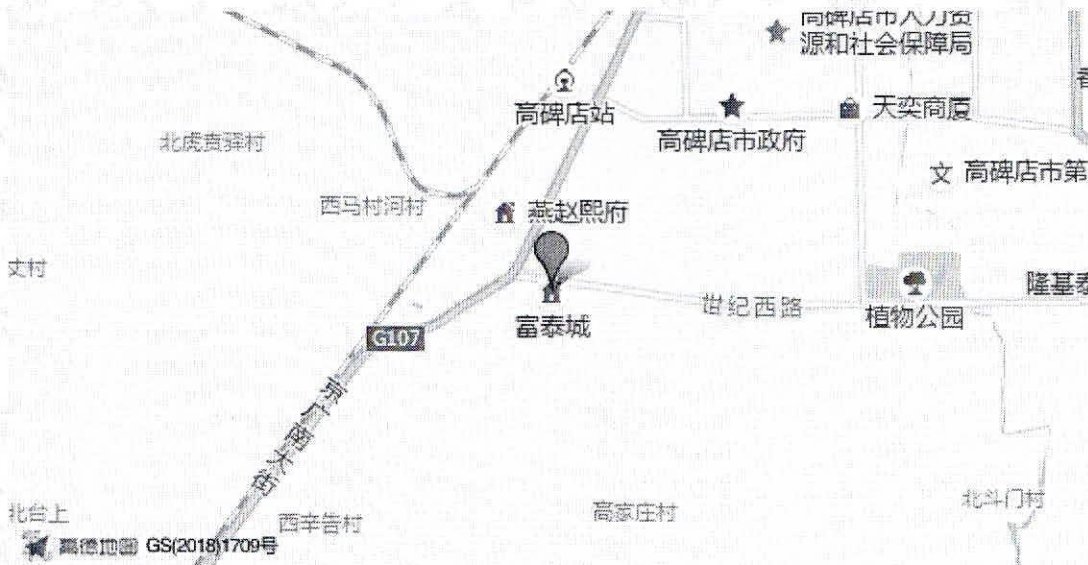 高碑店市人力资
源和社会保障局
高碑店站
天奕商厦
高碑店市政府
北虎贲驿村
文 高碑店市第
西马村河村
燕赵熙府
丈村
隆基泰
世纪西路
植物公园
富泰城
G107
京广南大街
北台上
西辛告村
高家庄村
北斗门村
高德地图 GS(2018)1709号